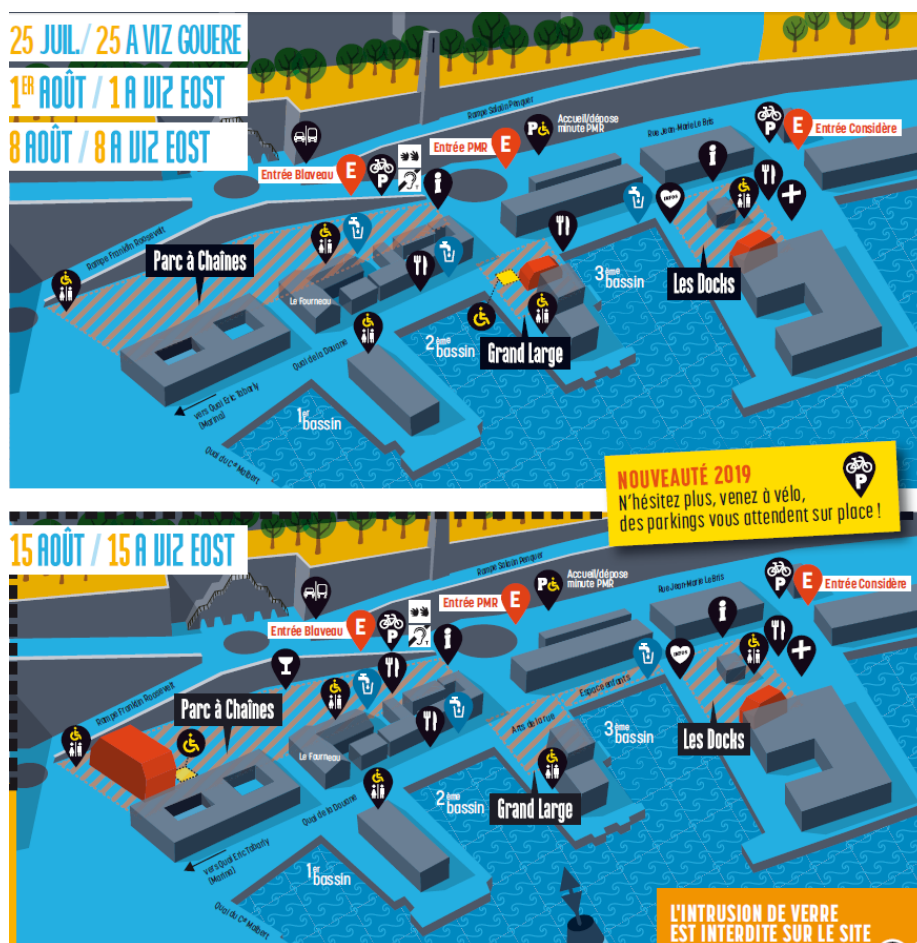 25 JUIL. / 25 A VIZ GOUERE
1ER AOÛT / 1 A VIZ EOST
8 AOÛT / 8 A VIZ EOST
Rampe Salaün Penquer
Accueil/dépose
minute PMR
P
Rue Jean-Marie Le Bris
P
E
Entrée Considère
Entrée PMR
E
Entrée Blaveau
E
P
T
i
i
INFOS
Rampe Franklin Roosevelt
Parc à Chaînes
Le Fourneau
Les Docks
3ème
bassin
2ème
bassin
Grand Large
Quai de la Douane
1er
bassin
vers Quai Eric Tabarly
(Marina)
Quai du Ct Malbert
NOUVEAUTÉ 2019
N'hésitez plus, venez à vélo,
des parkings vous attendent sur place !
P
15 AOÛT / 15 A VIZ EOST
Rampe Salaün Penquer
Accueil/dépose
minute PMR
P
Rue Jean-Marie Le Bris
P
E
Entrée Considère
Entrée PMR
E
Entrée Blaveau
E
P
T
i
i
INFOS
Rampe Franklin Roosevelt
Parc à Chaînes
Espace enfants
Arts de la rue
Les Docks
3ème
bassin
Le Fourneau
2ème
bassin
Grand Large
Quai de la Douane
1er
bassin
vers Quai Eric Tabarly
(Marina)
Quai du Ct Malbert
L'INTRUSION DE VERRE
EST INTERDITE SUR LE SITE